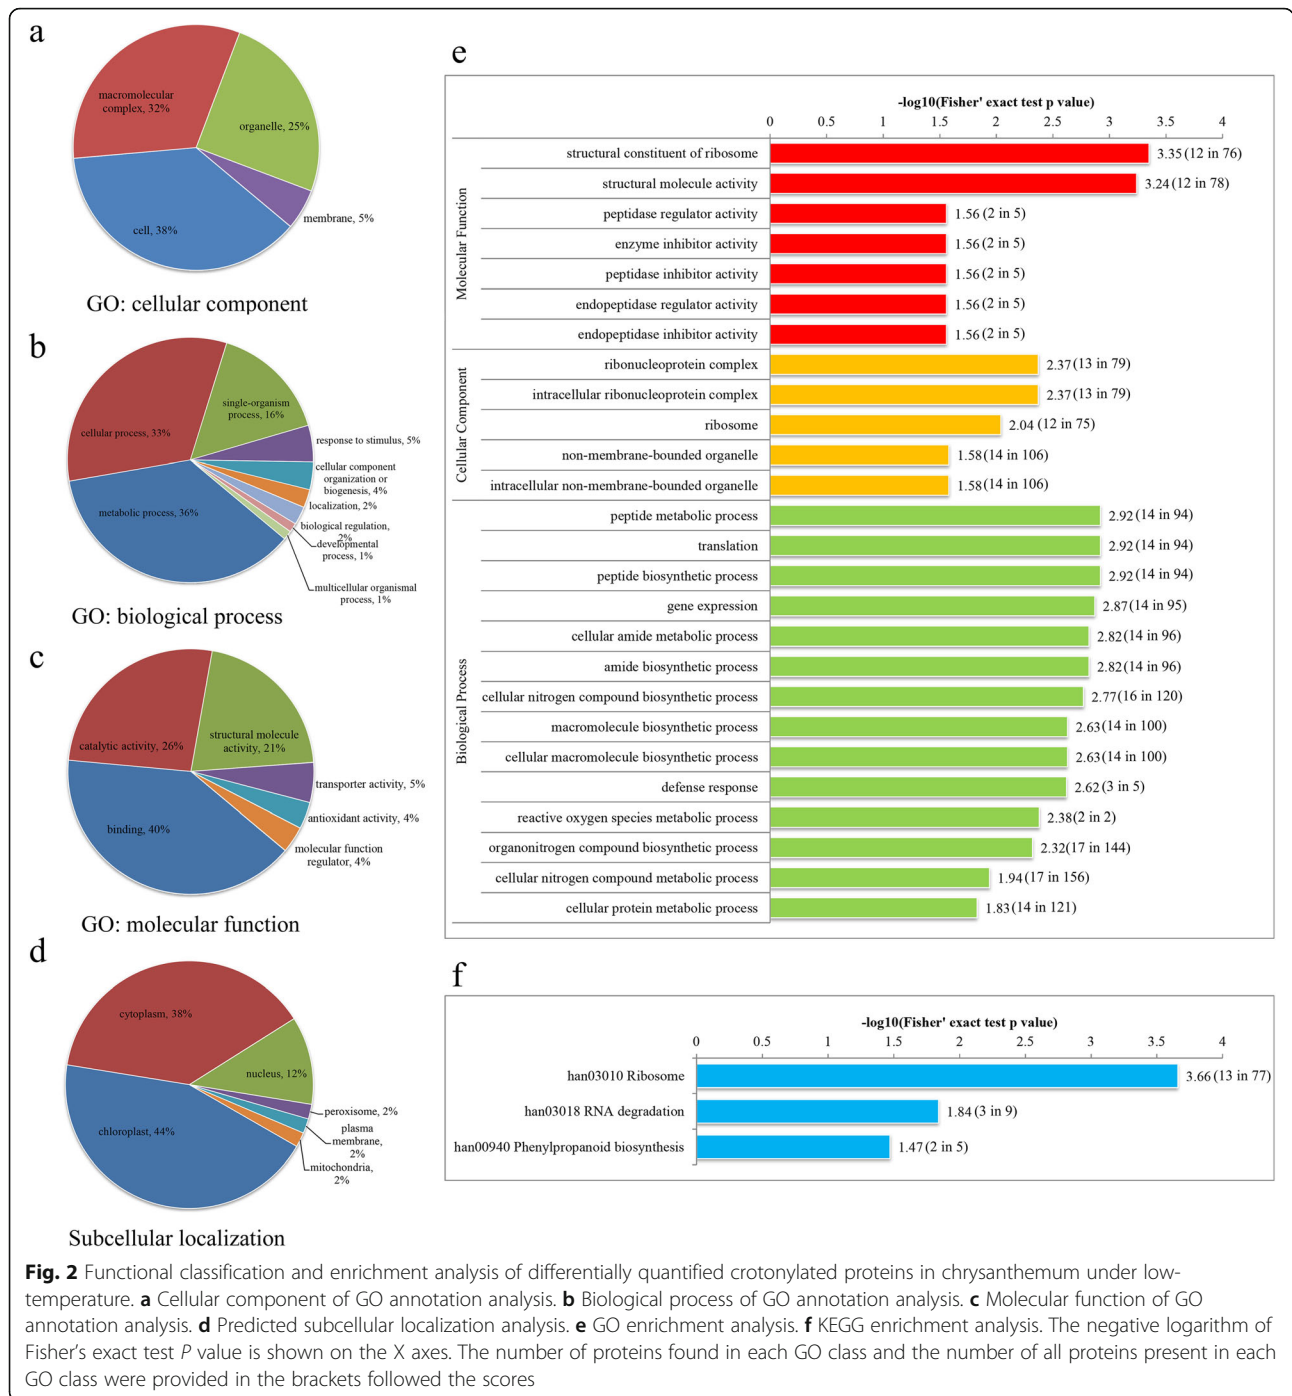 a
macromolecular
complex, 32%
organelle, 25%
membrane, 5%
cell, 38%
GO: cellular component
b
single-organism
process, 16%
cellular process, 33%
response to stimulus, 5%
cellular component
organization or
biogenesis, 4%
localization, 2%
biological regulation,
2%
developmental
process, 1%
multicellular organismal
process, 1%
metabolic process, 36%
GO: biological process
c
structural molecule
activity, 21%
catalytic activity, 26%
transporter activity, 5%
antioxidant activity, 4%
molecular function
regulator, 4%
binding, 40%
GO: molecular function
d
cytoplasm, 38%
nucleus, 12%
peroxisome, 2%
plasma
membrane,
2%
mitochondria,
2%
chloroplast, 44%
Subcellular localization
e
-log10(Fisher' exact test p value)
0 0.5 1 1.5 2 2.5 3 3.5 4
Molecular Function
structural constituent of ribosome 3.35 (12 in 76)
structural molecule activity 3.24 (12 in 78)
peptidase regulator activity 1.56 (2 in 5)
enzyme inhibitor activity 1.56 (2 in 5)
peptidase inhibitor activity 1.56 (2 in 5)
endopeptidase regulator activity 1.56 (2 in 5)
endopeptidase inhibitor activity 1.56 (2 in 5)
Cellular Component
ribonucleoprotein complex 2.37 (13 in 79)
intracellular ribonucleoprotein complex 2.37 (13 in 79)
ribosome 2.04 (12 in 75)
non-membrane-bounded organelle 1.58 (14 in 106)
intracellular non-membrane-bounded organelle 1.58 (14 in 106)
Biological Process
peptide metabolic process 2.92 (14 in 94)
translation 2.92 (14 in 94)
peptide biosynthetic process 2.92 (14 in 94)
gene expression 2.87 (14 in 95)
cellular amide metabolic process 2.82 (14 in 96)
amide biosynthetic process 2.82 (14 in 96)
cellular nitrogen compound biosynthetic process 2.77 (16 in 120)
macromolecule biosynthetic process 2.63 (14 in 100)
cellular macromolecule biosynthetic process 2.63 (14 in 100)
defense response 2.62 (3 in 5)
reactive oxygen species metabolic process 2.38 (2 in 2)
organonitrogen compound biosynthetic process 2.32 (17 in 144)
cellular nitrogen compound metabolic process 1.94 (17 in 156)
cellular protein metabolic process 1.83 (14 in 121)
f
-log10(Fisher' exact test p value)
0 0.5 1 1.5 2 2.5 3 3.5 4
han03010 Ribosome 3.66 (13 in 77)
han03018 RNA degradation 1.84 (3 in 9)
han00940 Phenylpropanoid biosynthesis 1.47 (2 in 5)
Fig. 2 Functional classification and enrichment analysis of differentially quantified crotonylated proteins in chrysanthemum under low-
temperature. a Cellular component of GO annotation analysis. b Biological process of GO annotation analysis. c Molecular function of GO
annotation analysis. d Predicted subcellular localization analysis. e GO enrichment analysis. f KEGG enrichment analysis. The negative logarithm of
Fisher's exact test P value is shown on the X axes. The number of proteins found in each GO class and the number of all proteins present in each
GO class were provided in the brackets followed the scores